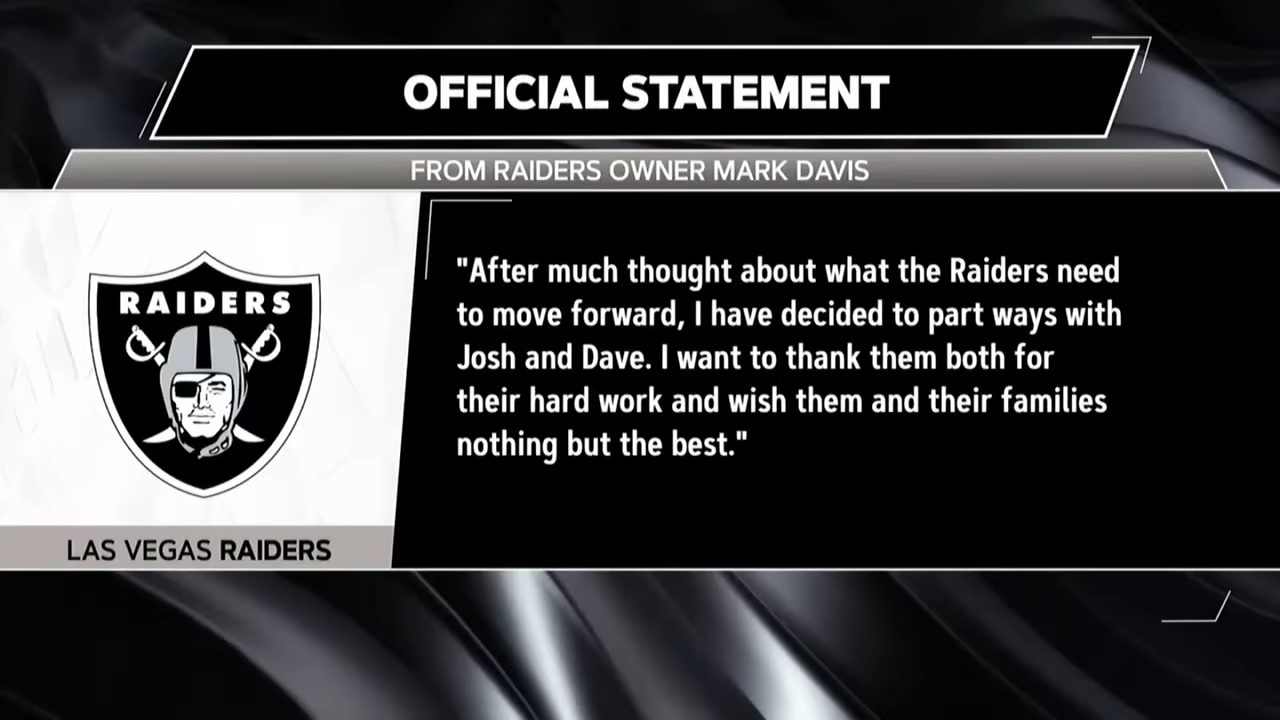 OFFICIAL STATEMENT
FROM RAIDERS OWNER MARK DAVIS
RAIDERS
LAS VEGAS RAIDERS
"After much thought about what the Raiders need
to move forward, I have decided to part ways with
Josh and Dave. I want to thank them both for
their hard work and wish them and their families
nothing but the best."